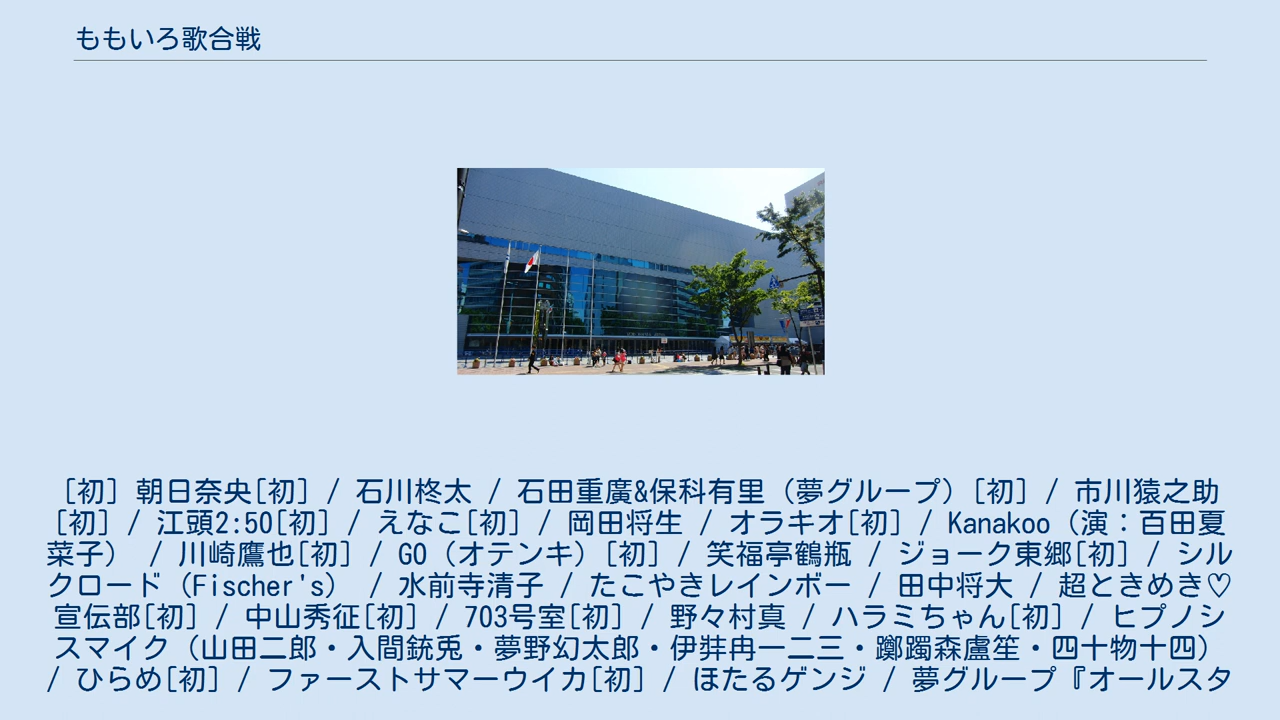 ももいろ歌合戦
[初] 朝日奈央[初] / 石川柊太 / 石田重廣&保科有里（夢グループ）[初] / 市川猿之助
[初] / 江頭2:50[初] / えなこ[初] / 岡田将生 / オラキオ[初] / Kanakoo（演：百田夏
菜子） / 川崎鷹也[初] / GO（オテンキ）[初] / 笑福亭鶴瓶 / ジョーク東郷[初] / シル
クロード（Fischer's） / 水前寺清子 / たこやきレインボー / 田中将大 / 超ときめき♡
宣伝部[初] / 中山秀征[初] / 703号室[初] / 野々村真 / ハラミちゃん[初] / ヒプノシ
スマイク（山田二郎・入間銃兎・夢野幻太郎・伊弉冉一二三・躑躅森盧笙・四十物十四）
/ ひらめ[初] / ファーストサマーウイカ[初] / ほたるゲンジ / 夢グループ『オールスタ